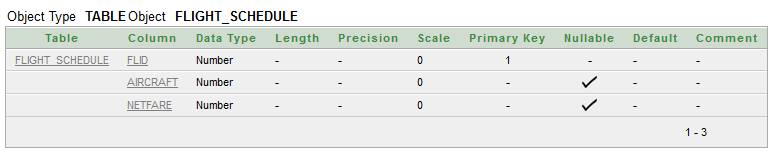 Object Type TABLE Object FLIGHT_SCHEDULE
Table Column Data Type Length Precision Scale Primary Key Nullable Default Comment
FLIGHT_SCHEDULE FLID Number - - 0 1 - - -
AIRCRAFT Number - - 0 - ✓ - -
NETFARE Number - - 0 - ✓ - -
1 - 3